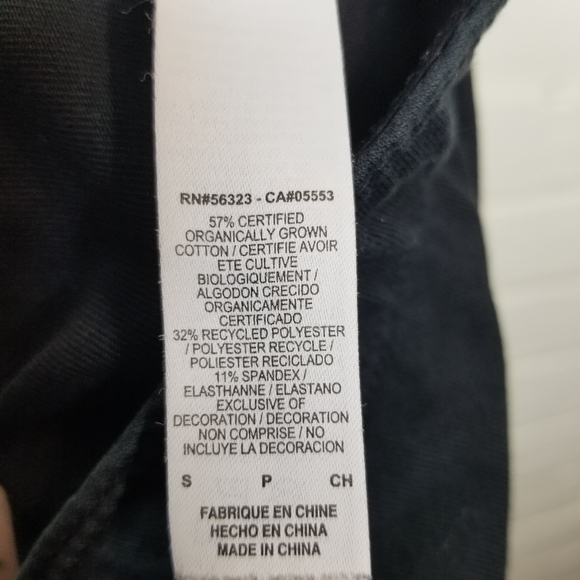 RN#56323 - CA#05553
57% CERTIFIED
ORGANICALLY GROWN
COTTON / CERTIFIE AVOIR
ETE CULTIVE
BIOLOGIQUEMENT /
ALGODON CRECIDO
ORGANICAMENTE
CERTIFICADO
32% RECYCLED POLYESTER
/ POLYESTER RECYCLE /
POLIESTER RECICLADO
11% SPANDEX /
ELASTHANNE / ELASTANO
EXCLUSIVE OF
DECORATION / DECORATION
NON COMPRISE / NO
INCLUYE LA DECORACION
S P CH
FABRIQUE EN CHINE
HECHO EN CHINA
MADE IN CHINA